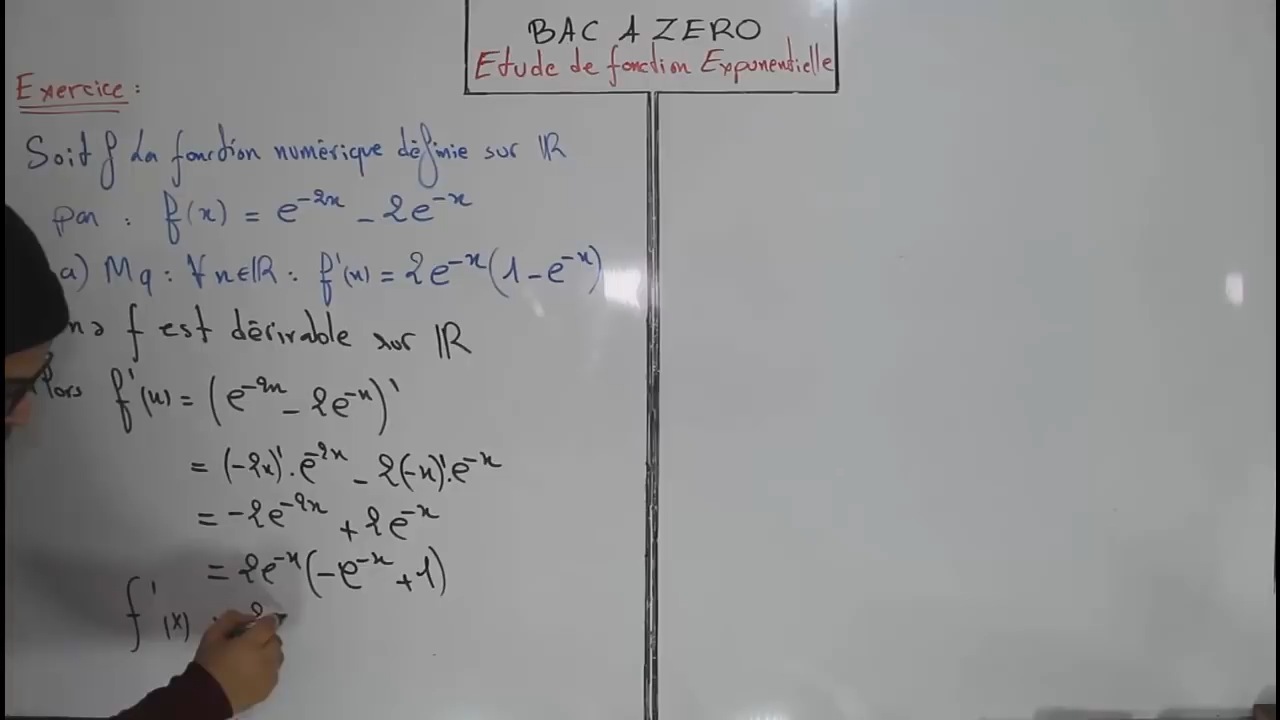 BAC A ZERO
Etude de fonction Exponentielle
Exercice :
Soit f la fonction numérique définie sur ℝ
par : f(x) = e⁻²ˣ - 2e⁻ˣ
a) Mq : ∀x∈ℝ : f'(x) = 2e⁻ˣ(1 - e⁻ˣ)
f est dérivable sur ℝ
f'(x) = (e⁻²ˣ - 2e⁻ˣ)'
= (-2x)'.e⁻²ˣ - 2(-x)'.e⁻ˣ
= -2e⁻²ˣ + 2e⁻ˣ
= 2e⁻ˣ(-e⁻ˣ + 1)
f'(x)